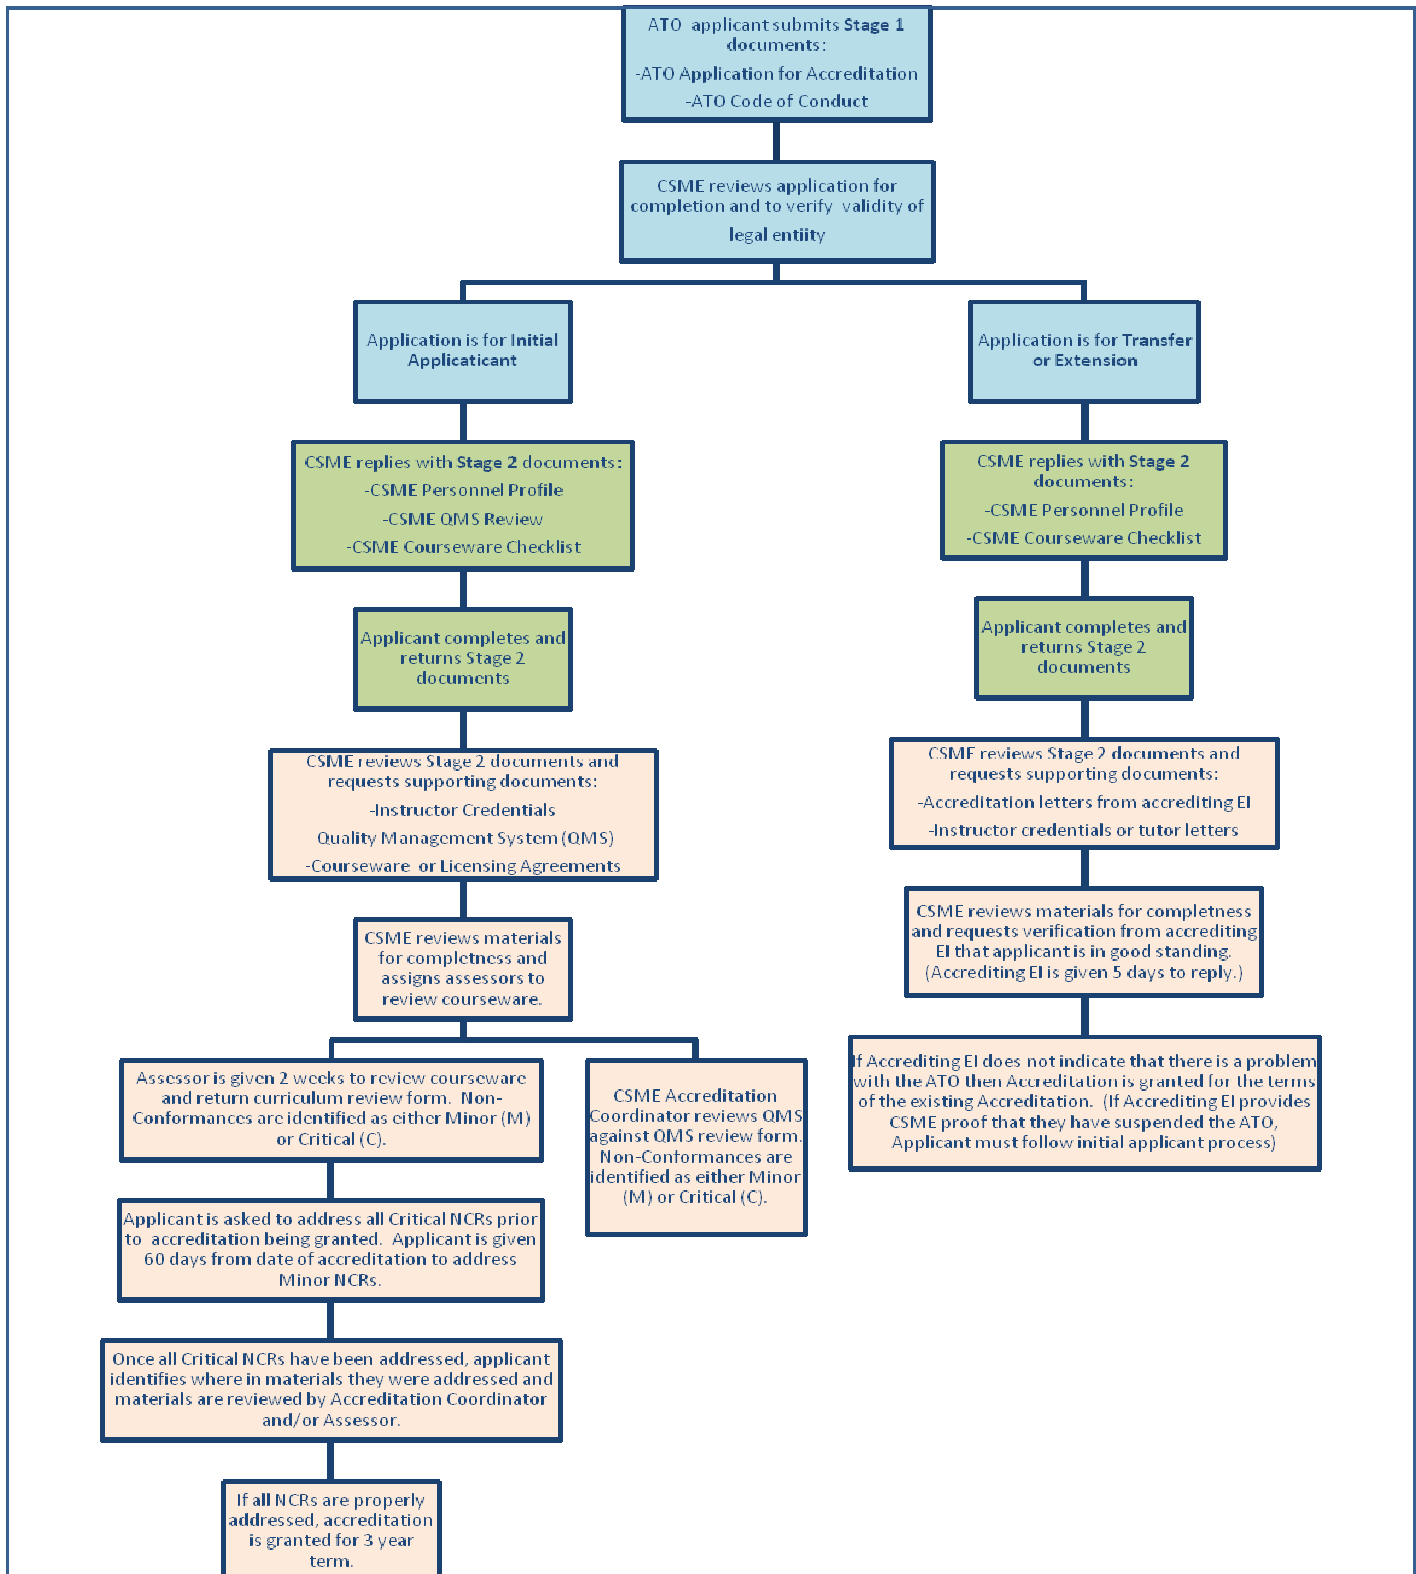 ATO applicant submits Stage 1
documents:
-ATO Application for Accreditation
-ATO Code of Conduct
CSME reviews application for
completion and to verify validity of
legal entiity
Application is for Initial
Applicaticant
Application is for Transfer
or Extension
CSME replies with Stage 2 documents:
-CSME Personnel Profile
-CSME QMS Review
-CSME Courseware Checklist
CSME replies with Stage 2
documents:
-CSME Personnel Profile
-CSME Courseware Checklist
Applicant completes and
returns Stage 2
documents
Applicant completes and
returns Stage 2
documents
CSME reviews Stage 2 documents and
requests supporting documents:
-Instructor Credentials
Quality Management System (QMS)
-Courseware or Licensing Agreements
CSME reviews Stage 2 documents and
requests supporting documents:
-Accreditation letters from accrediting EI
-Instructor credentials or tutor letters
CSME reviews materials
for completness and
assigns assessors to
review courseware.
CSME reviews materials for completness
and requests verification from accrediting
EI that applicant is in good standing.
(Accrediting EI is given 5 days to reply.)
Assessor is given 2 weeks to review courseware
and return curriculum review form. Non-
Conformances are identified as either Minor (M)
or Critical (C).
CSME Accreditation
Coordinator reviews QMS
against QMS review form.
Non-Conformances are
identified as either Minor
(M) or Critical (C).
If Accrediting EI does not indicate that there is a problem
with the ATO then Accreditation is granted for the terms
of the existing Accreditation. (If Accrediting EI provides
CSME proof that they have suspended the ATO,
Applicant must follow initial applicant process)
Applicant is asked to address all Critical NCRs prior
to accreditation being granted. Applicant is given
60 days from date of accreditation to address
Minor NCRs.
Once all Critical NCRs have been addressed, applicant
identifies where in materials they were addressed and
materials are reviewed by Accreditation Coordinator
and/or Assessor.
If all NCRs are properly
addressed, accreditation
is granted for 3 year
term.